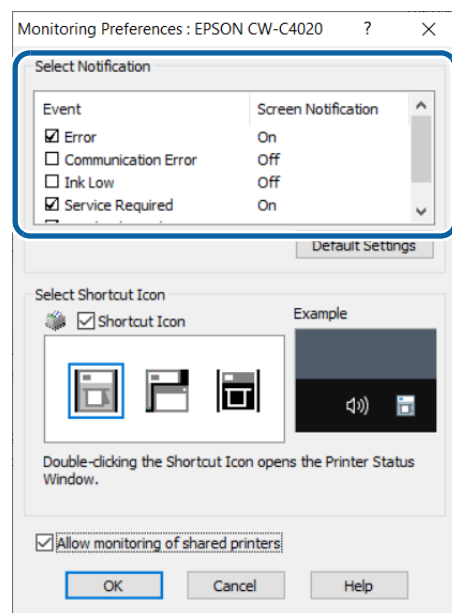 Monitoring Preferences : EPSON CW-C4020 ? ×
Select Notification
Event Screen Notification
Error On
Communication Error Off
Ink Low Off
Service Required On
Default Settings
Select Shortcut Icon
Shortcut Icon
Example
Double-clicking the Shortcut Icon opens the Printer Status
Window.
Allow monitoring of shared printers
OK Cancel Help